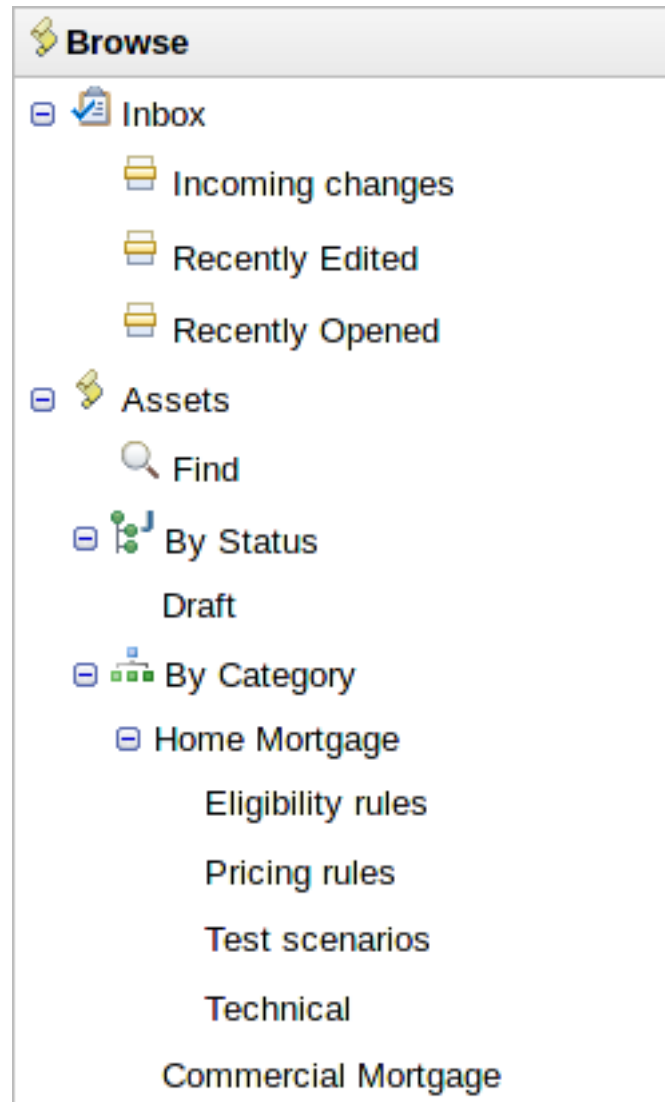 Browse
Inbox
Incoming changes
Recently Edited
Recently Opened
Assets
Find
By Status
Draft
By Category
Home Mortgage
Eligibility rules
Pricing rules
Test scenarios
Technical
Commercial Mortgage